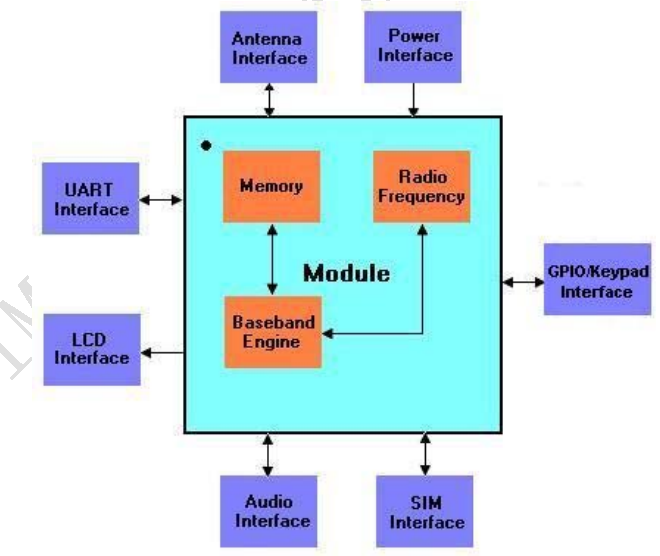 Antenna
Interface
Power
Interface
UART
Interface
Memory
Radio
Frequency
Module
GPIO/Keypad
Interface
Baseband
Engine
LCD
Interface
Audio
Interface
SIM
Interface